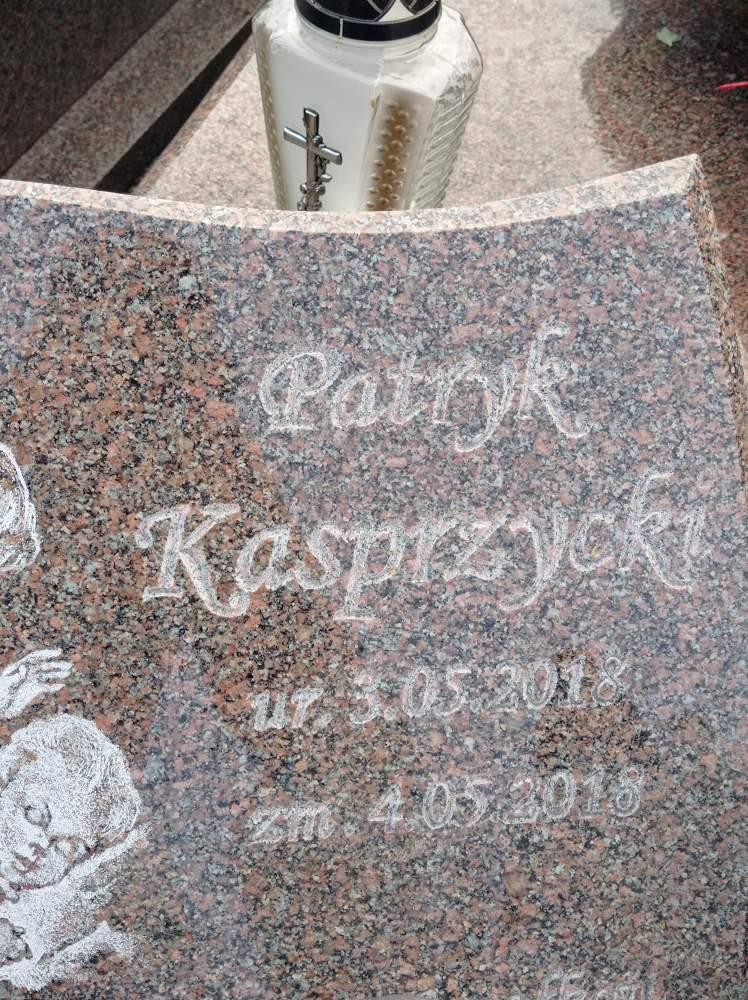 Patryk
Kasprzycki
ur. 3.05.2018
zm. 4.05.2018